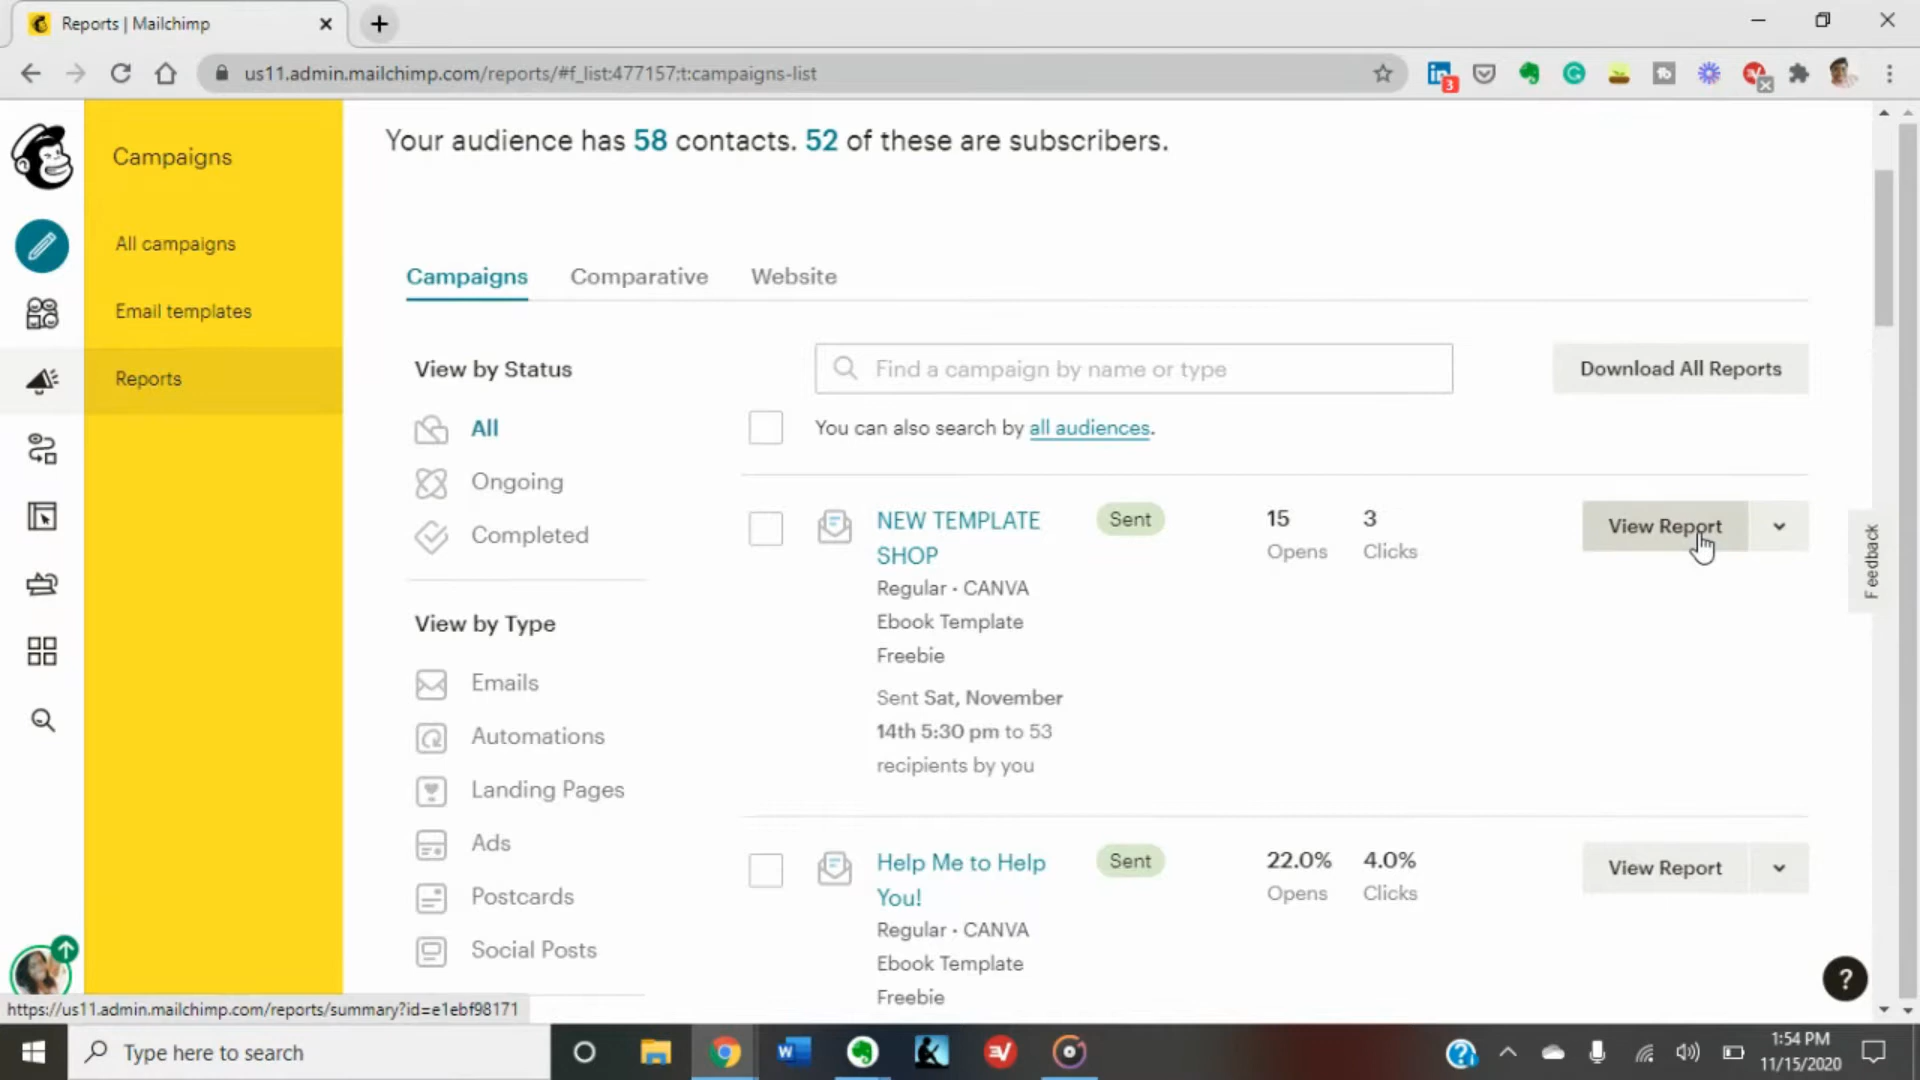 Reports | Mailchimp
us11.admin.mailchimp.com/reports/#f_list:477157;t:campaigns-list
3
Campaigns
All campaigns
Email templates
Reports
Your audience has 58 contacts. 52 of these are subscribers.
Campaigns
Comparative
Website
View by Status
All
Ongoing
Completed
View by Type
Emails
Automations
Landing Pages
Ads
Postcards
Social Posts
Find a campaign by name or type
Download All Reports
You can also search by all audiences.
NEW TEMPLATE
SHOP
Regular · CANVA
Ebook Template
Freebie
Sent Sat, November
14th 5:30 pm to 53
recipients by you
Sent
15
Opens
3
Clicks
View Report
Help Me to Help
You!
Regular · CANVA
Ebook Template
Freebie
Sent
22.0%
Opens
4.0%
Clicks
View Report
Feedback
?
https://us11.admin.mailchimp.com/reports/summary?id=e1ebf98171
Type here to search
1:54 PM
11/15/2020